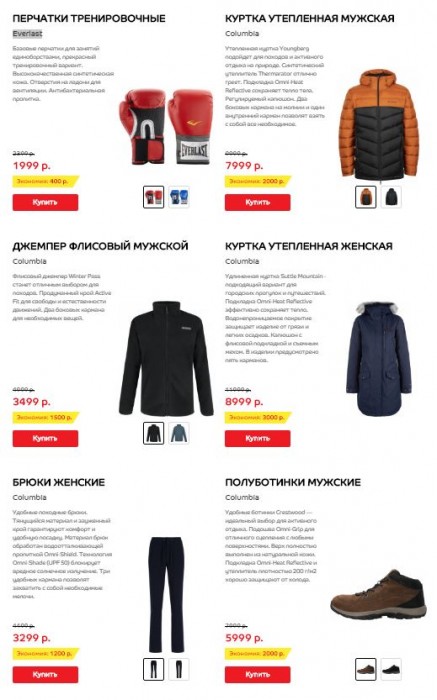 ПЕРЧАТКИ ТРЕНИРОВОЧНЫЕ
Everlast
Базовые перчатки для занятий
единоборствами, прекрасный
тренировочный вариант.
Высококачественная синтетическая
кожа. Отверстия на ладони для
вентиляции. Антибактериальная
пропитка.
EVERLAST
2399 р.
1999 р.
Экономия: 400 р.
Купить
КУРТКА УТЕПЛЕННАЯ МУЖСКАЯ
Columbia
Утепленная куртка Youngberg
подойдет для походов и активного
отдыха на природе. Синтетический
утеплитель Thermarator отлично
греет. Подкладка Omni-Heat
Reflective сохраняет тепло тела.
Регулируемый капюшон. Два
боковых кармана на молнии и один
внутренний карман позволят взять
с собой все необходимое.
9999 р.
7999 р.
Экономия: 2000 р.
Купить
ДЖЕМПЕР ФЛИСОВЫЙ МУЖСКОЙ
Columbia
Флисовый джемпер Winter Pass
станет отличным выбором для
походов. Продуманный крой Active
Fit для свободы и естественности
движений. Два боковых кармана
для необходимых вещей.
4999 р.
3499 р.
Экономия: 1500 р.
Купить
КУРТКА УТЕПЛЕННАЯ ЖЕНСКАЯ
Columbia
Удлиненная куртка Suttle Mountain -
подходящий вариант для
городских прогулок и путешествий.
Подкладка Omni-Heat Reflective
эффективно сохраняет тепло.
Водонепроницаемое покрытие
защищает изделие от грязи и
легких осадков. Капюшон с
флисовой подкладкой и съемным
мехом. В изделии предусмотрено
пять карманов.
11999 р.
8999 р.
Экономия: 3000 р.
Купить
БРЮКИ ЖЕНСКИЕ
Columbia
Удобные походные брюки.
Тянущийся материал и зауженный
крой гарантируют комфорт и
удобную посадку. Материал брюк
обработан водоотталкивающей
пропиткой Omni-Shield. Технология
Omni-Shade (UPF 50) блокирует
вредное солнечное излучение. Три
удобных кармана позволят
захватить с собой необходимые
мелочи.
4499 р.
3299 р.
Экономия: 1200 р.
Купить
ПОЛУБОТИНКИ МУЖСКИЕ
Columbia
Удобные ботинки Crestwood —
идеальный выбор для активного
отдыха. Подошва Omni-Grip для
отличного сцепления с любыми
поверхностями. Верх полностью
выполнен из натуральной кожи.
Подкладка Omni-Heat Reflective и
утеплитель плотностью 200 г/м2
хорошо защищают от холода.
7999 р.
5999 р.
Экономия: 2000 р.
Купить